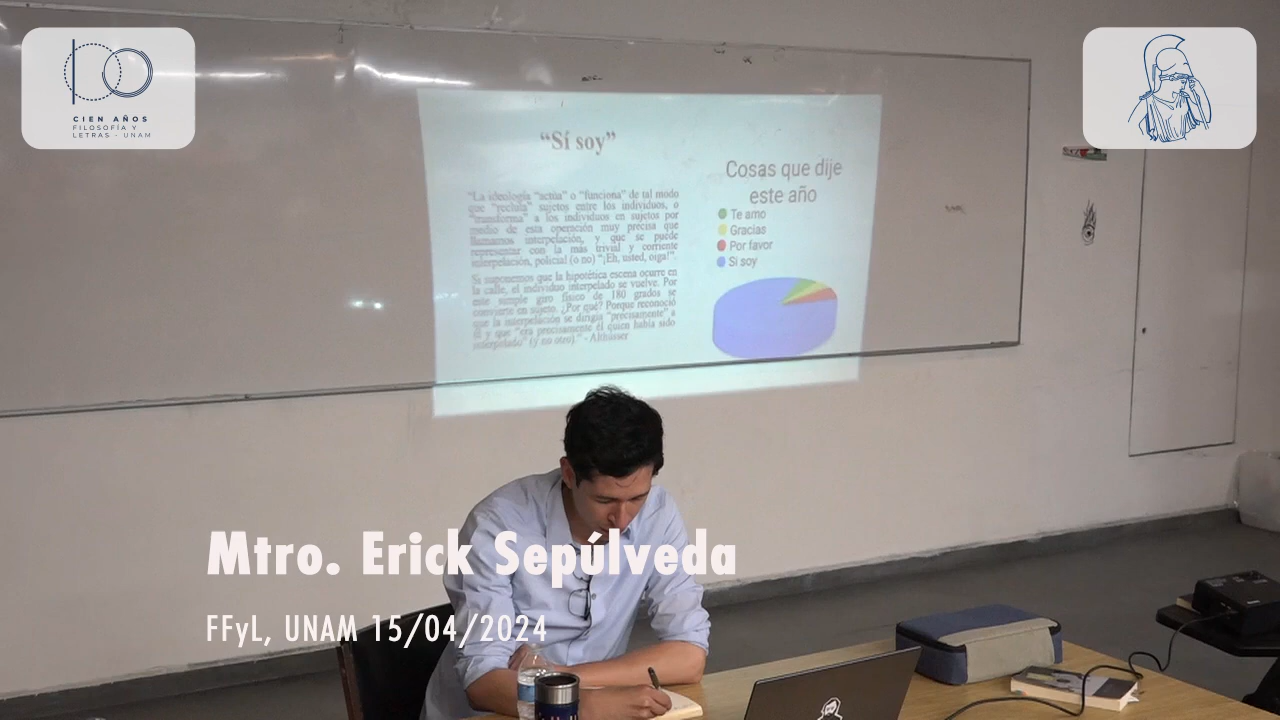 CIEN AÑOS
FILOSOFÍA Y
LETRAS - UNAM
“Sí soy”
“La ideología “actúa” o “funciona” de tal modo
que “recluta” sujetos entre los individuos, o
“transforma” a los individuos en sujetos por
medio de esta operación muy precisa que
llamamos interpelación, y que se puede
representar con la más trivial y corriente
interpelación, policial (o no) “¡Eh, usted, oiga!”.
Si suponemos que la hipotética escena ocurre en
la calle, el individuo interpelado se vuelve. Por
este simple giro físico de 180 grados se
convierte en sujeto. ¿Por qué? Porque reconoció
que la interpelación se dirigía “precisamente” a
él y que “era precisamente él quien había sido
interpelado” (y no otro).” - Althusser
Cosas que dije
este año
Te amo
Gracias
Por favor
Si soy
Mtro. Erick Sepúlveda
FFyL, UNAM 15/04/2024